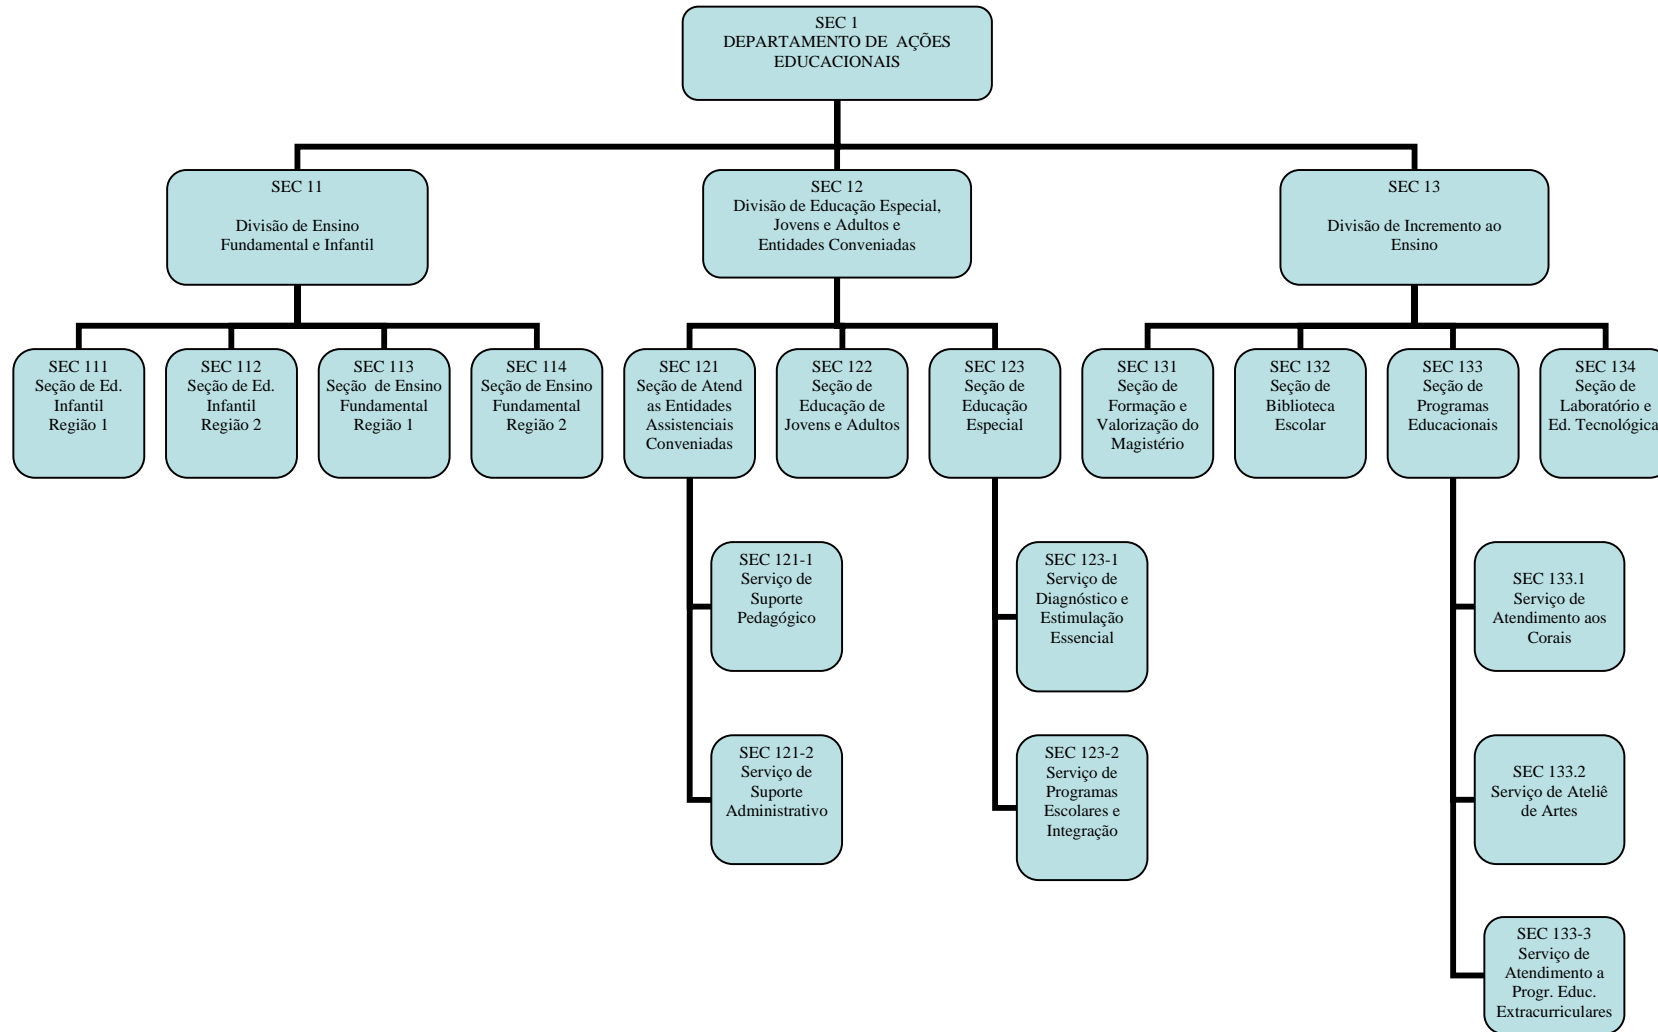 SEC 1
DEPARTAMENTO DE AÇÕES
EDUCACIONAIS
SEC 11
Divisão de Ensino
Fundamental e Infantil
SEC 12
Divisão de Educação Especial,
Jovens e Adultos e
Entidades Conveniadas
SEC 13
Divisão de Incremento ao
Ensino
SEC 111
Seção de Ed.
Infantil
Região 1
SEC 112
Seção de Ed.
Infantil
Região 2
SEC 113
Seção de Ensino
Fundamental
Região 1
SEC 114
Seção de Ensino
Fundamental
Região 2
SEC 121
Seção de Atend
as Entidades
Assistenciais
Conveniadas
SEC 122
Seção de
Educação de
Jovens e Adultos
SEC 123
Seção de
Educação
Especial
SEC 131
Seção de
Formação e
Valorização do
Magistério
SEC 132
Seção de
Biblioteca
Escolar
SEC 133
Seção de
Programas
Educacionais
SEC 134
Seção de
Laboratório e
Ed. Tecnológica
SEC 121-1
Serviço de
Suporte
Pedagógico
SEC 123-1
Serviço de
Diagnóstico e
Estimulação
Essencial
SEC 133.1
Serviço de
Atendimento aos
Corais
SEC 121-2
Serviço de
Suporte
Administrativo
SEC 123-2
Serviço de
Programas
Escolares e
Integração
SEC 133.2
Serviço de Ateliê
de Artes
SEC 133-3
Serviço de
Atendimento a
Progr. Educ.
Extracurriculares